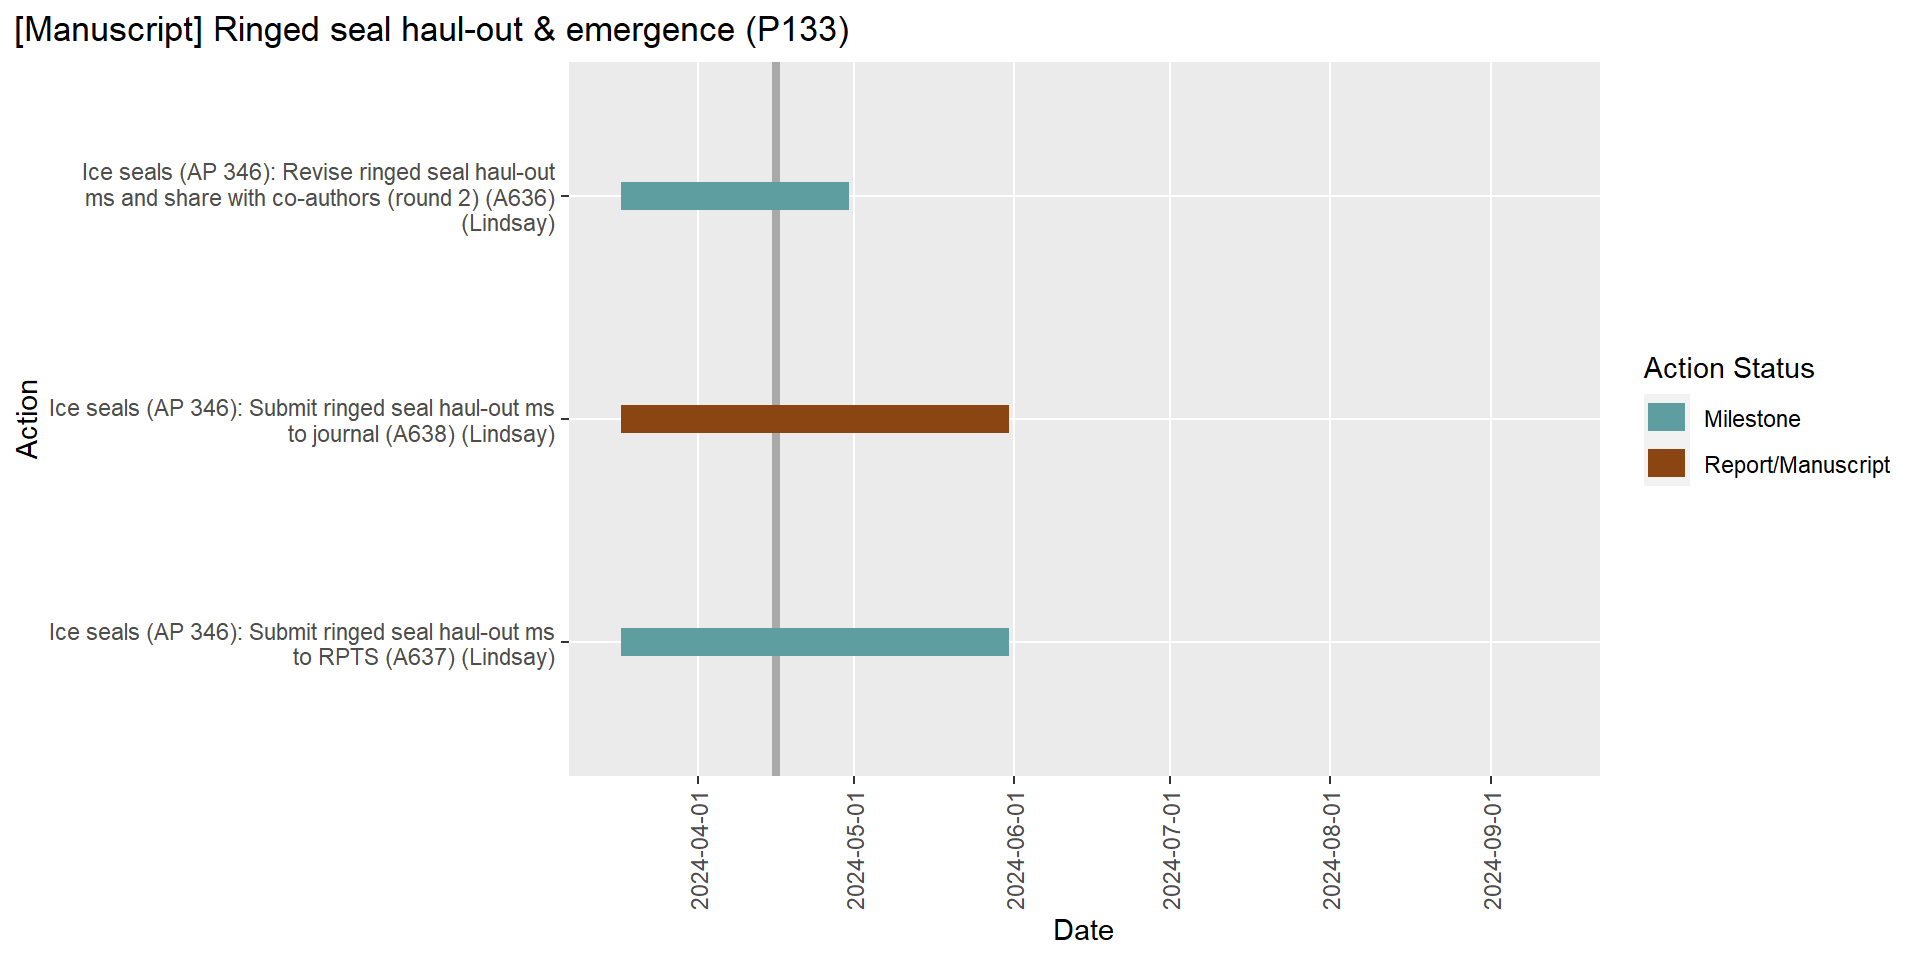 [Manuscript] Ringed seal haul-out & emergence (P133)
Ice seals (AP 346): Revise ringed seal haul-out
ms and share with co-authors (round 2) (A636)
(Lindsay)
Ice seals (AP 346): Submit ringed seal haul-out ms
to journal (A638) (Lindsay)
Ice seals (AP 346): Submit ringed seal haul-out ms
to RPTS (A637) (Lindsay)
Action
2024-04-01
2024-05-01
2024-06-01
2024-07-01
2024-08-01
2024-09-01
Date
Action Status
Milestone
Report/Manuscript